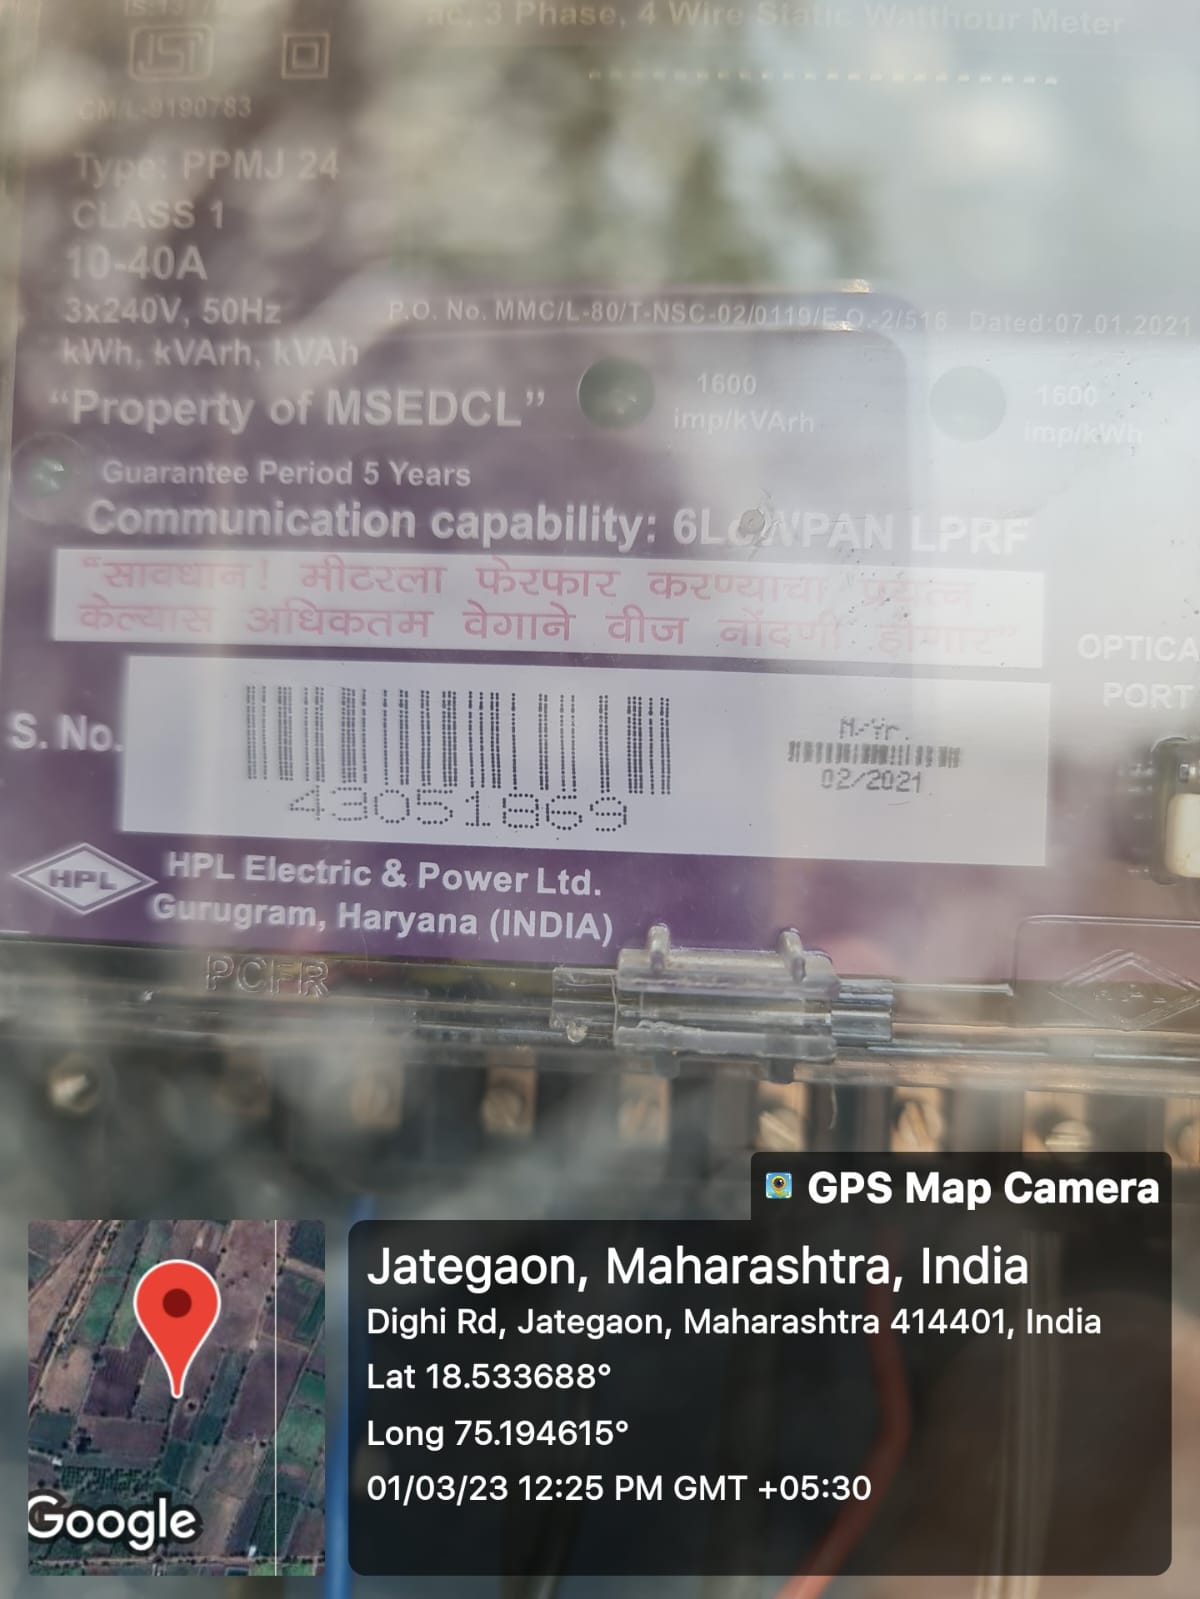 ac, 3 Phase, 4 Wire Static Watthour Meter
ISI
CM/L-9190783
Type: PPMJ 24
CLASS 1
10-40A
3x240V, 50Hz
P.O. No. MMC/L-80/T-NSC-02/0119/E.O.-2/516 Dated:07.01.2021
kWh, kVArh, kVAh
1600
imp/kVArh
1600
imp/kWh
“Property of MSEDCL”
Guarantee Period 5 Years
Communication capability: 6LoWPAN LPRF
“सावधान! मीटरला फेरफार करण्याचा प्रयत्न
केल्यास अधिकतम वेगाने वीज नोंदणी होणार”
OPTICA
PORT
S. No.
43051869
M.-Yr.
02/2021
HPL
HPL Electric & Power Ltd.
Gurugram, Haryana (INDIA)
PCFR
HPL
GPS Map Camera
Jategaon, Maharashtra, India
Dighi Rd, Jategaon, Maharashtra 414401, India
Lat 18.533688°
Long 75.194615°
01/03/23 12:25 PM GMT +05:30
Google